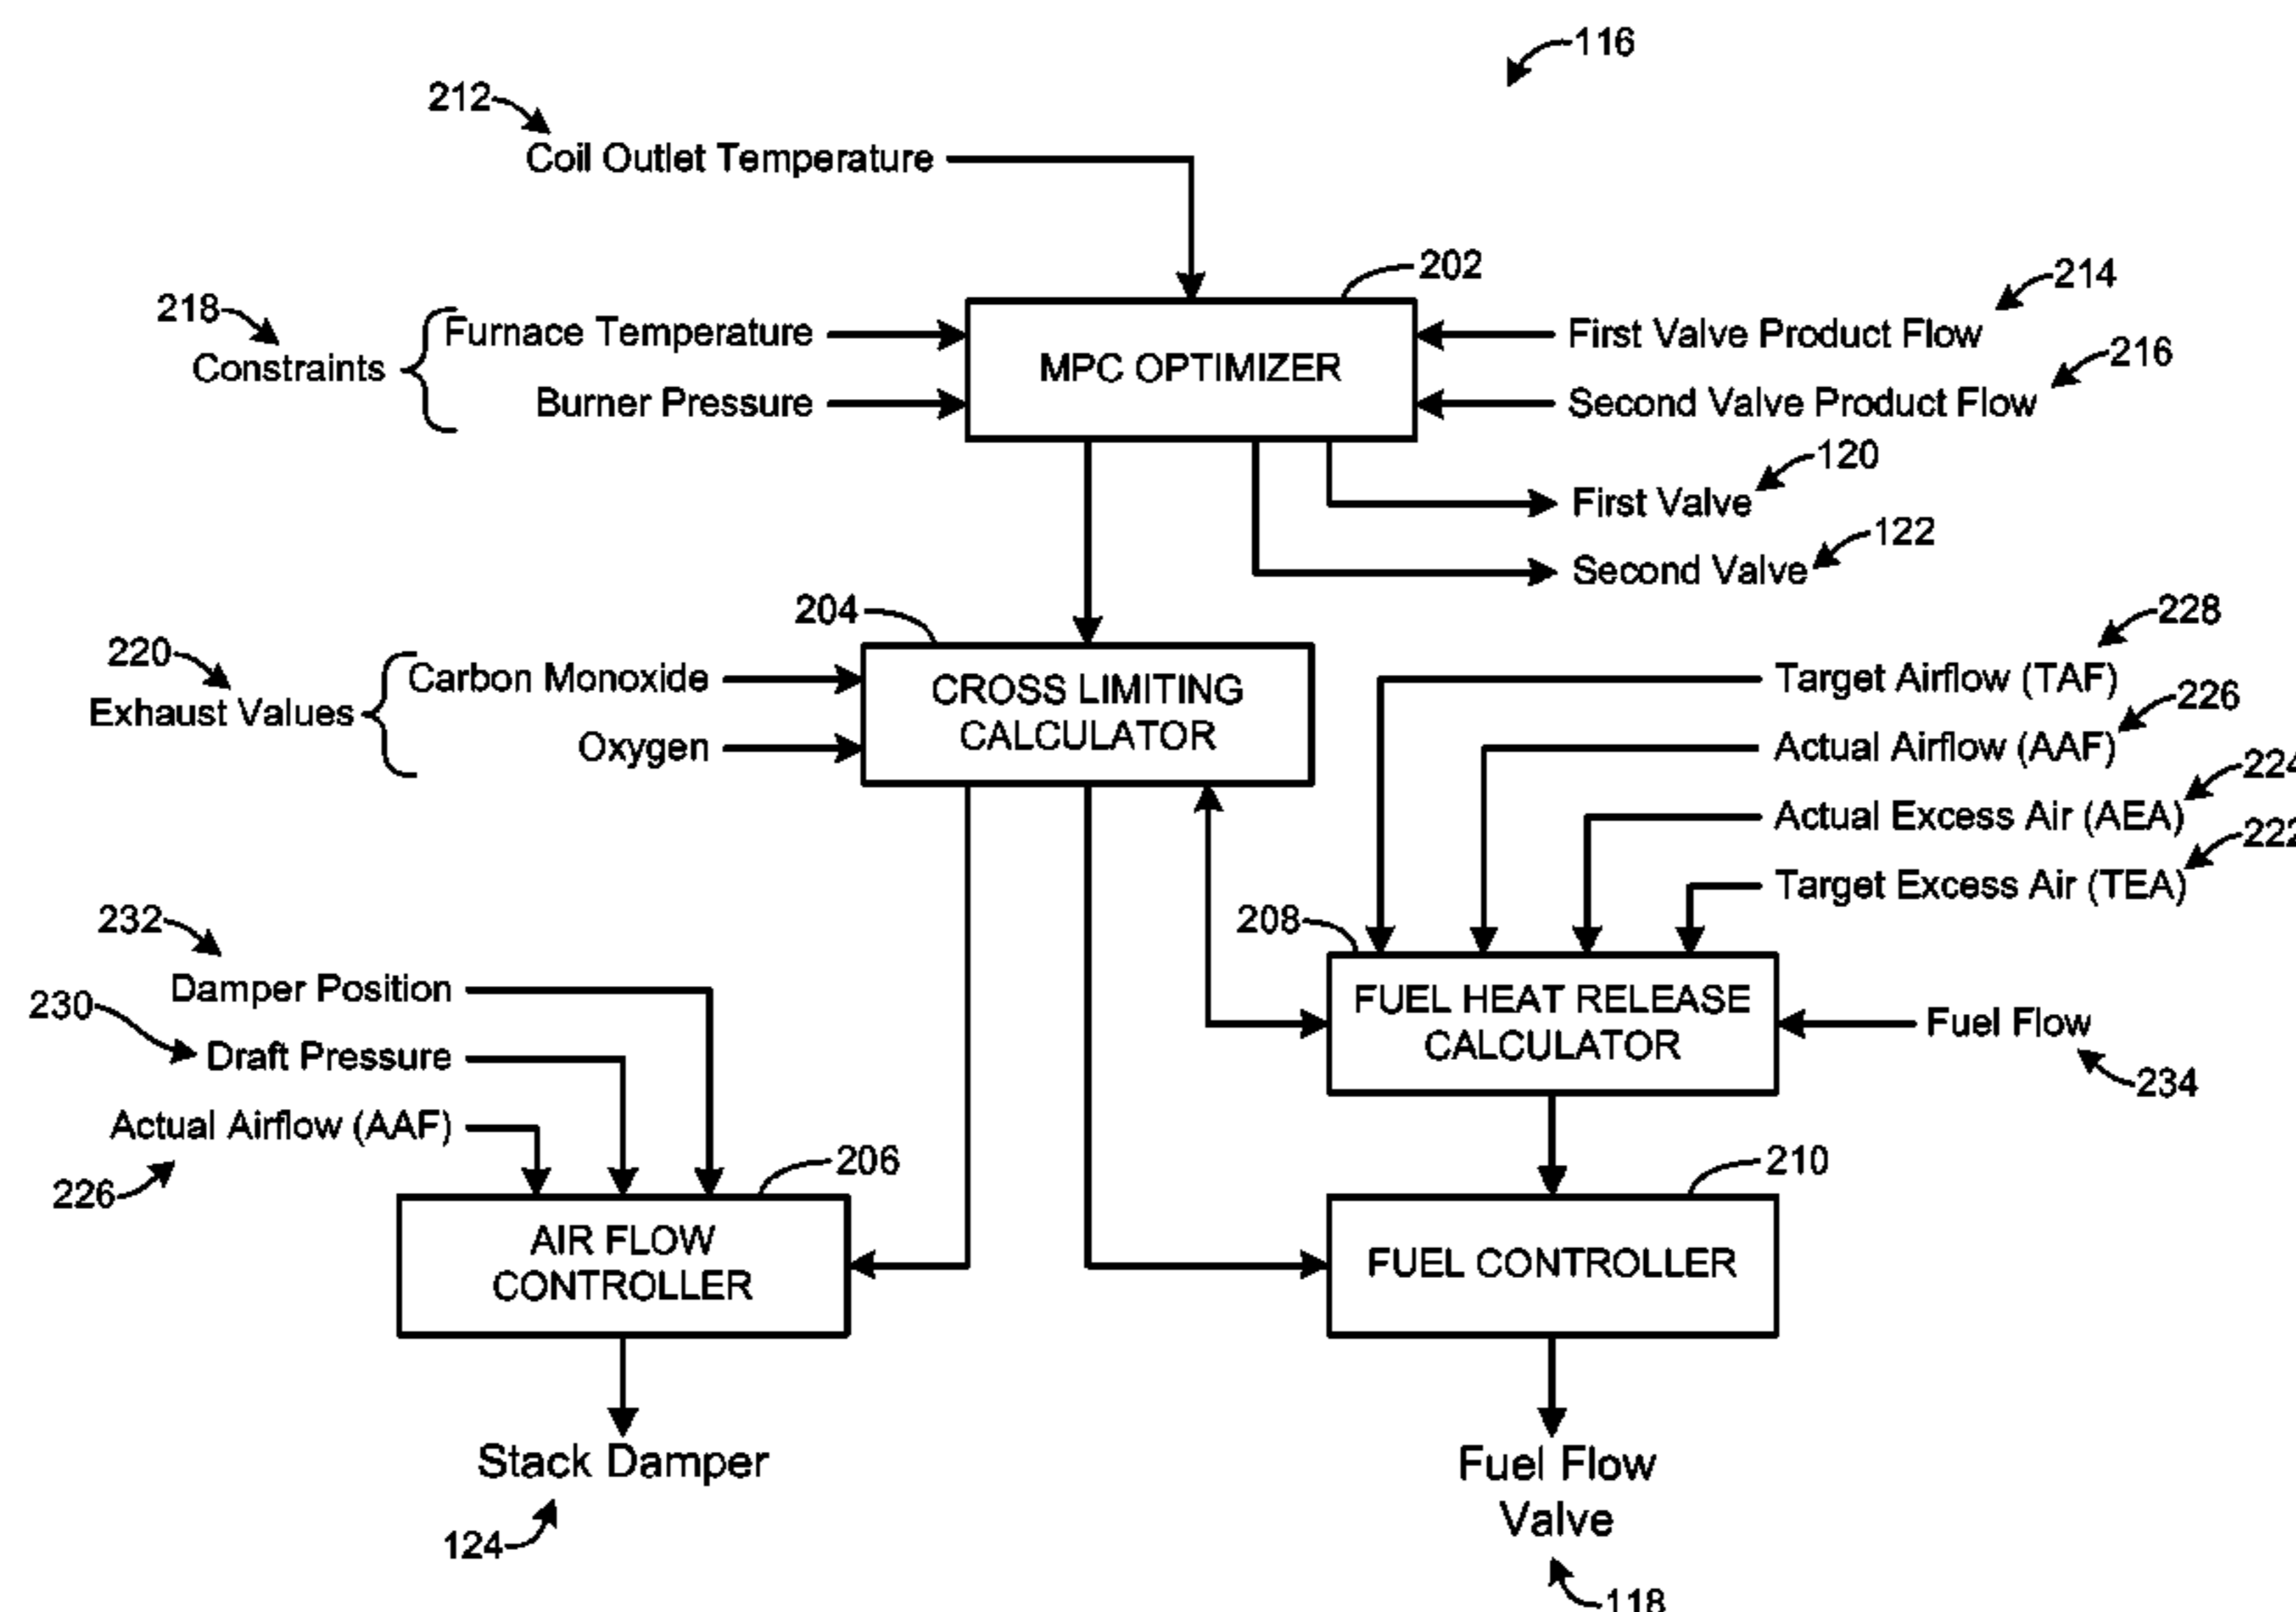 116
212
Coil Outlet Temperature
202
214
218
Furnace Temperature
First Valve Product Flow
216
Constraints
MPC OPTIMIZER
Burner Pressure
Second Valve Product Flow
120
First Valve
122
Second Valve
204
228
220
Carbon Monoxide
CROSS LIMITING
CALCULATOR
Target Airflow (TAF)
226
Exhaust Values
Oxygen
Actual Airflow (AAF)
224
Actual Excess Air (AEA)
222
Target Excess Air (TEA)
232
208
Damper Position
FUEL HEAT RELEASE
CALCULATOR
230
Draft Pressure
Fuel Flow
234
Actual Airflow (AAF)
226
206
210
AIR FLOW
CONTROLLER
FUEL CONTROLLER
Stack Damper
124
Fuel Flow
Valve
118